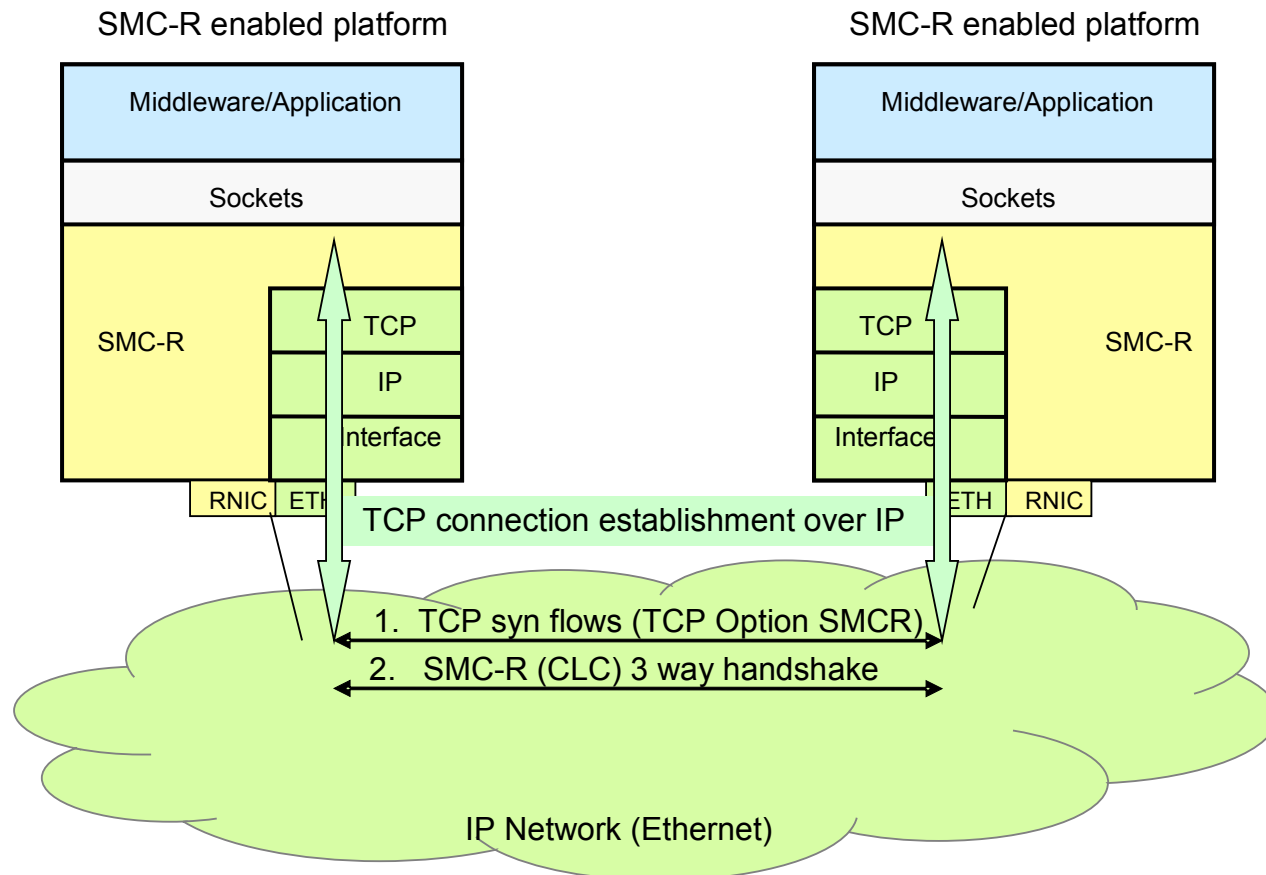 SMC-R enabled platform
SMC-R enabled platform
Middleware/Application
Middleware/Application
Sockets
Sockets
SMC-R
TCP
IP
Interface
TCP
IP
Interface
SMC-R
RNIC
ETH
ETH
RNIC
TCP connection establishment over IP
1. TCP syn flows (TCP Option SMCR)
2. SMC-R (CLC) 3 way handshake
IP Network (Ethernet)